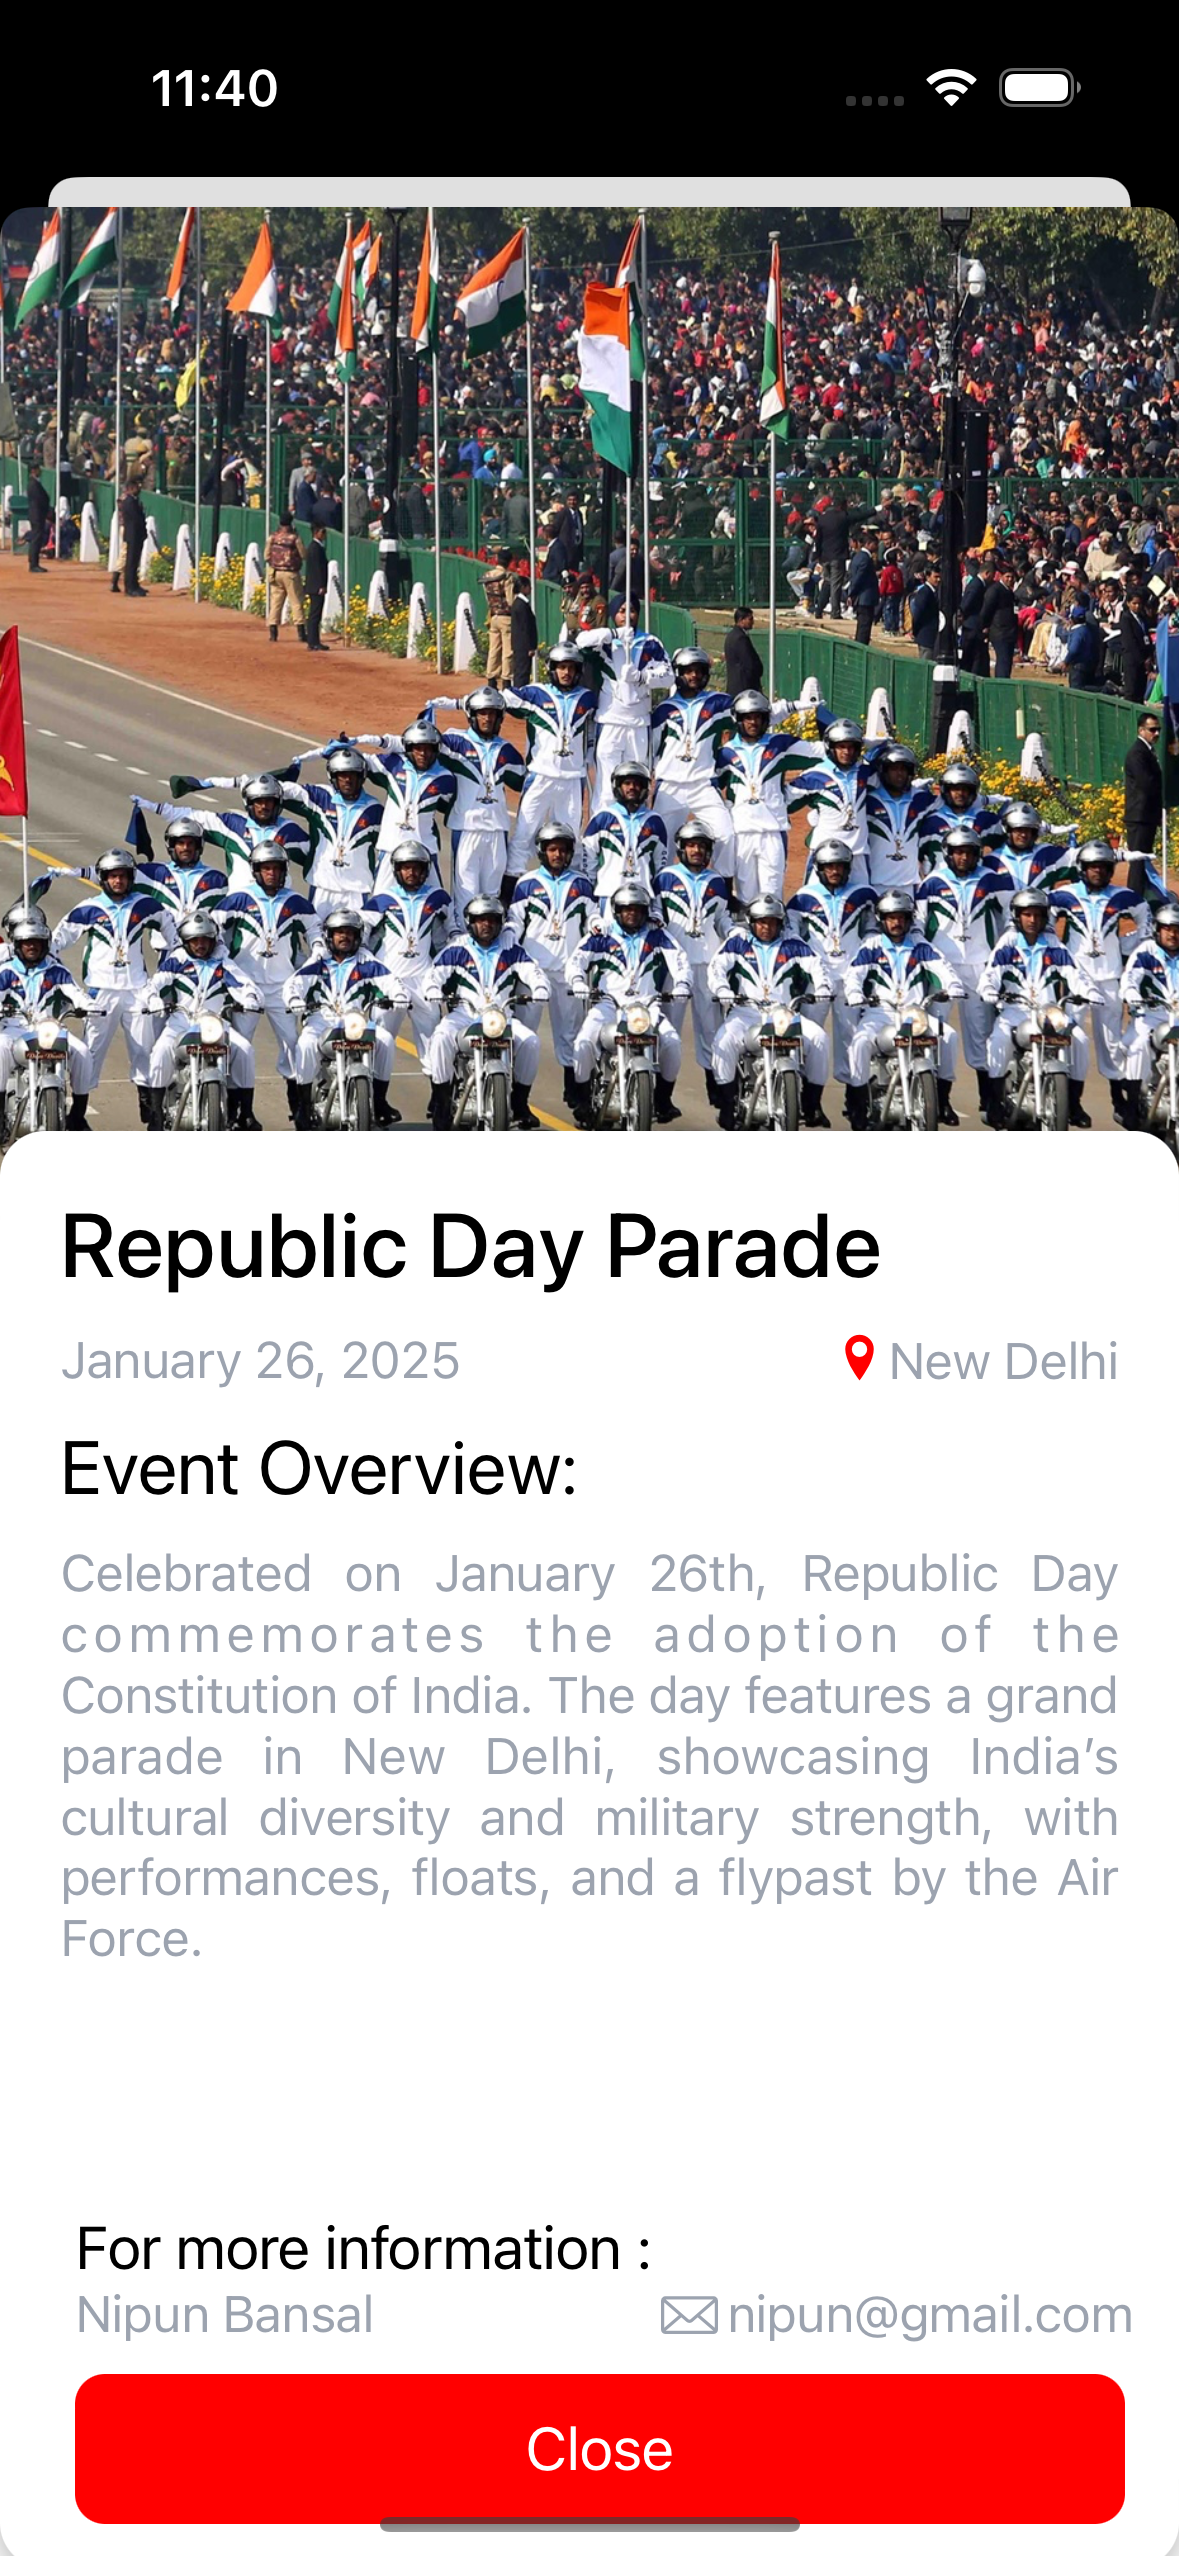 11:40
Republic Day Parade
January 26, 2025
New Delhi
Event Overview:
Celebrated on January 26th, Republic Day
commemorates the adoption of the
Constitution of India. The day features a grand
parade in New Delhi, showcasing India’s
cultural diversity and military strength, with
performances, floats, and a flypast by the Air
Force.
For more information :
Nipun Bansal
nipun@gmail.com
Close